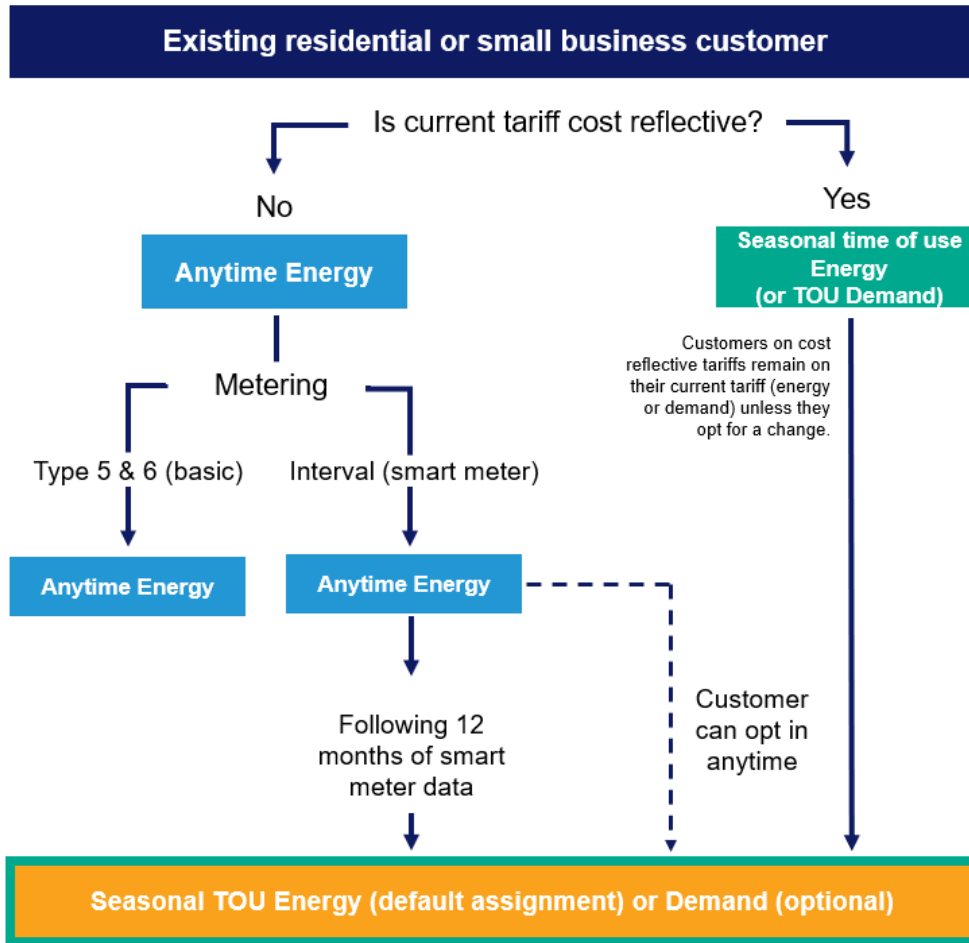 Existing residential or small business customer
Is current tariff cost reflective?
No
Yes
Anytime Energy
Seasonal time of use
Energy
(or TOU Demand)
Customers on cost
reflective tariffs remain on
their current tariff (energy
or demand) unless they
opt for a change.
Metering
Type 5 & 6 (basic)
Interval (smart meter)
Anytime Energy
Anytime Energy
Following 12
months of smart
meter data
Customer
can opt in
anytime
Seasonal TOU Energy (default assignment) or Demand (optional)